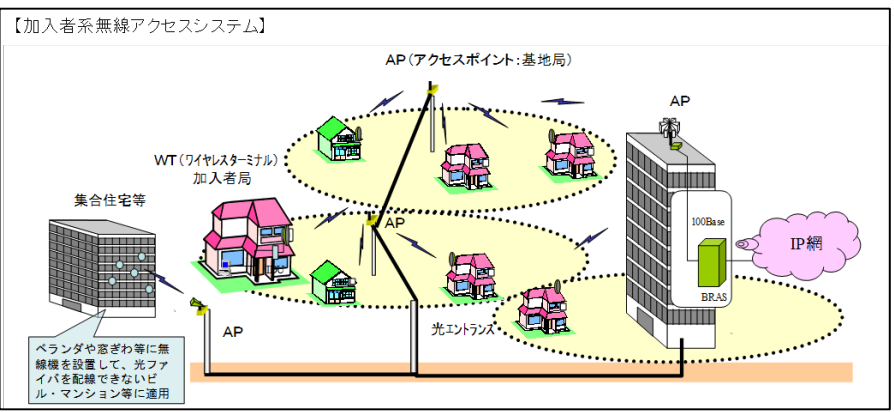 【加入者系無線アクセスシステム】
AP（アクセスポイント：基地局）
AP
WT（ワイヤレスターミナル）
加入者局
集合住宅等
AP
100Base
IP網
BRAS
光エントランス
AP
ベランダや窓ぎわ等に無
線機を設置して、光ファ
イバを配線できないビ
ル・マンション等に適用